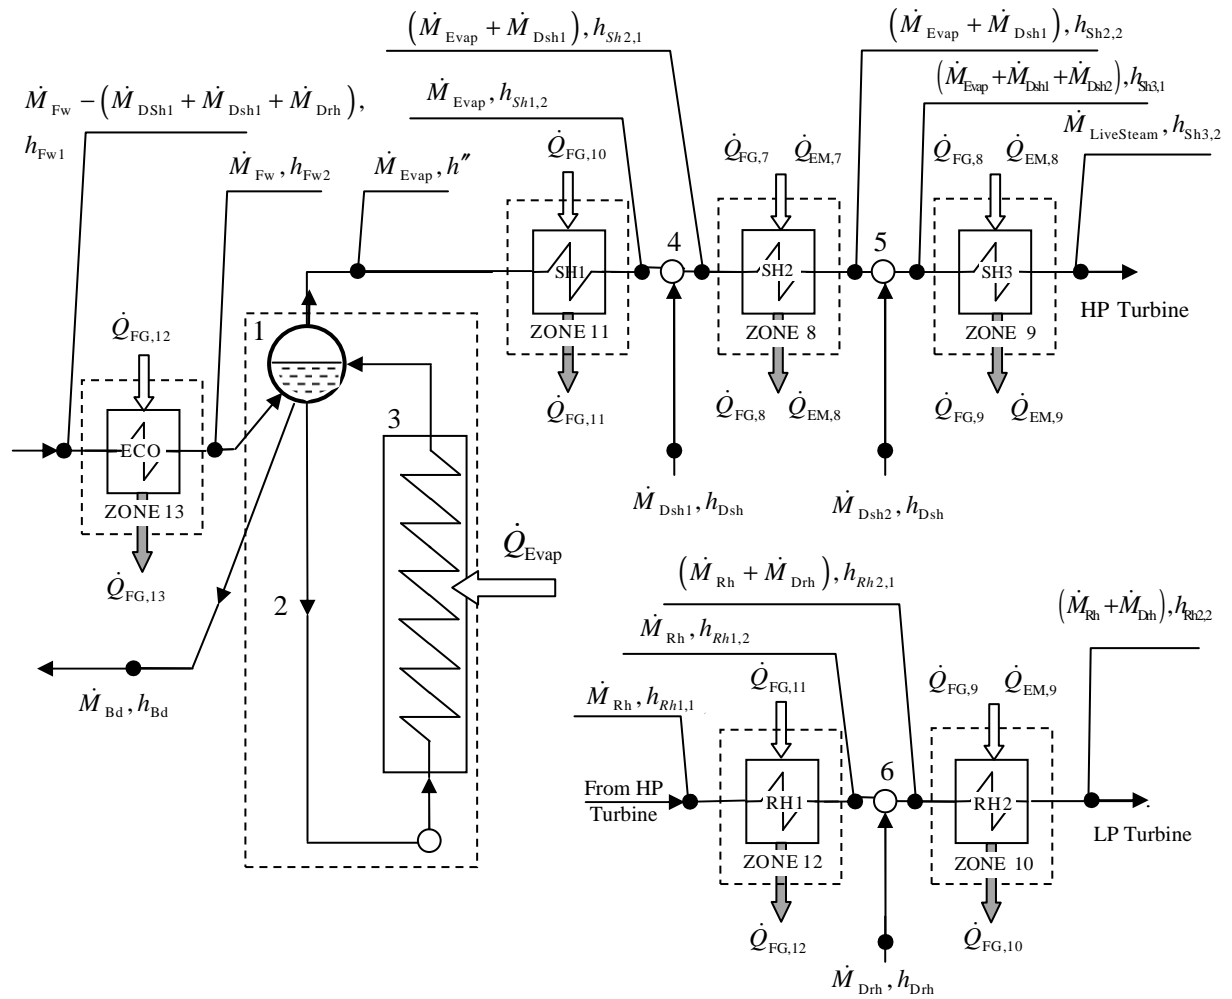 (Ṁ_Evap + Ṁ_Dsh1), h_Sh2,1
(Ṁ_Evap + Ṁ_Dsh1), h_Sh2,2
Ṁ_Fw − (Ṁ_DSh1 + Ṁ_Dsh1 + Ṁ_Drh),
h_Fw1
Ṁ_Evap, h_Sh1,2
(Ṁ_Evap + Ṁ_Dsh1 + Ṁ_Dsh2), h_Sh3,1
Ṁ_LiveSteam, h_Sh3,2
Ṁ_Fw, h_Fw2
Ṁ_Evap, h″
Q̇_FG,10
Q̇_FG,7 Q̇_EM,7
Q̇_FG,8 Q̇_EM,8
4
5
SH1
SH2
SH3
HP Turbine
ZONE 11
ZONE 8
ZONE 9
Q̇_FG,12
1
Q̇_FG,11
Q̇_FG,8 Q̇_EM,8
Q̇_FG,9 Q̇_EM,9
3
ECO
ZONE 13
Q̇_FG,13
Ṁ_Dsh1, h_Dsh
Ṁ_Dsh2, h_Dsh
Q̇_Evap
2
(Ṁ_Rh + Ṁ_Drh), h_Rh2,1
(Ṁ_Rh + Ṁ_Drh), h_Rh2,2
Ṁ_Rh, h_Rh1,2
Ṁ_Bd, h_Bd
Ṁ_Rh, h_Rh1,1
Q̇_FG,11
Q̇_FG,9 Q̇_EM,9
6
From HP
Turbine
RH1
RH2
LP Turbine
ZONE 12
ZONE 10
Q̇_FG,12
Q̇_FG,10
Ṁ_Drh, h_Drh